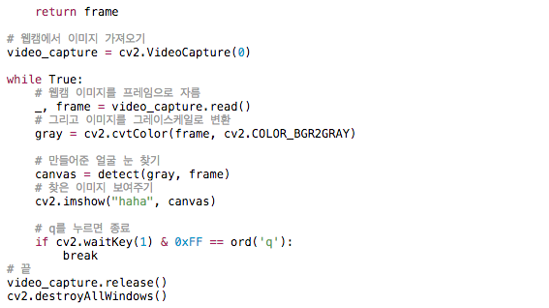 return frame
# 웹캠에서 이미지 가져오기
video_capture = cv2.VideoCapture(0)
while True:
# 웹캠 이미지를 프레임으로 자름
_, frame = video_capture.read()
# 그리고 이미지를 그레이스케일로 변환
gray = cv2.cvtColor(frame, cv2.COLOR_BGR2GRAY)
# 만들어준 얼굴 눈 찾기
canvas = detect(gray, frame)
# 찾은 이미지 보여주기
cv2.imshow("haha", canvas)
# q를 누르면 종료
if cv2.waitKey(1) & 0xFF == ord('q'):
break
# 끝
video_capture.release()
cv2.destroyAllWindows()